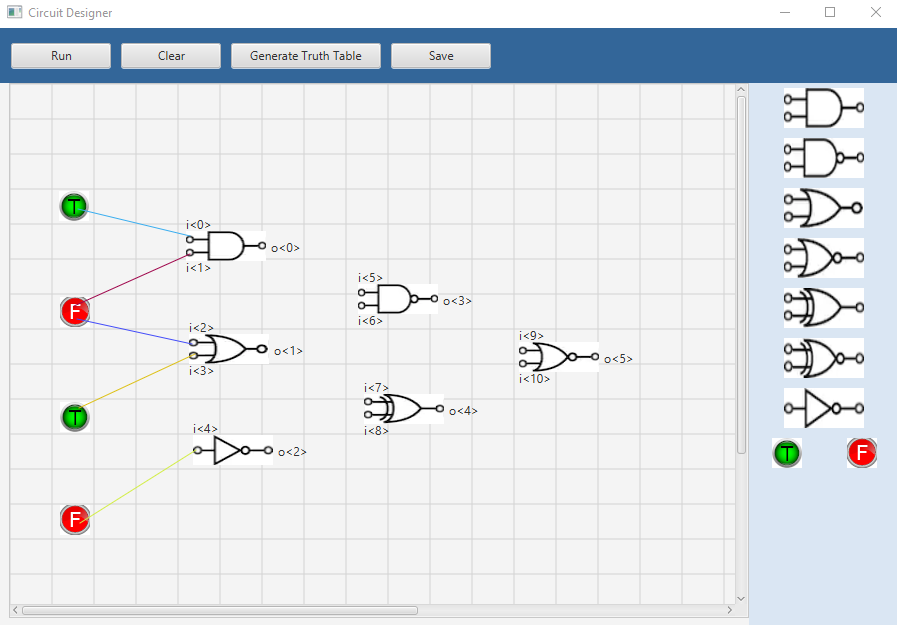 Circuit Designer
Run
Clear
Generate Truth Table
Save
T
i<0>
o<0>
i<1>
i<5>
o<3>
i<6>
F
i<2>
o<1>
i<3>
i<9>
o<5>
i<10>
i<7>
o<4>
i<8>
T
i<4>
o<2>
F
T
F